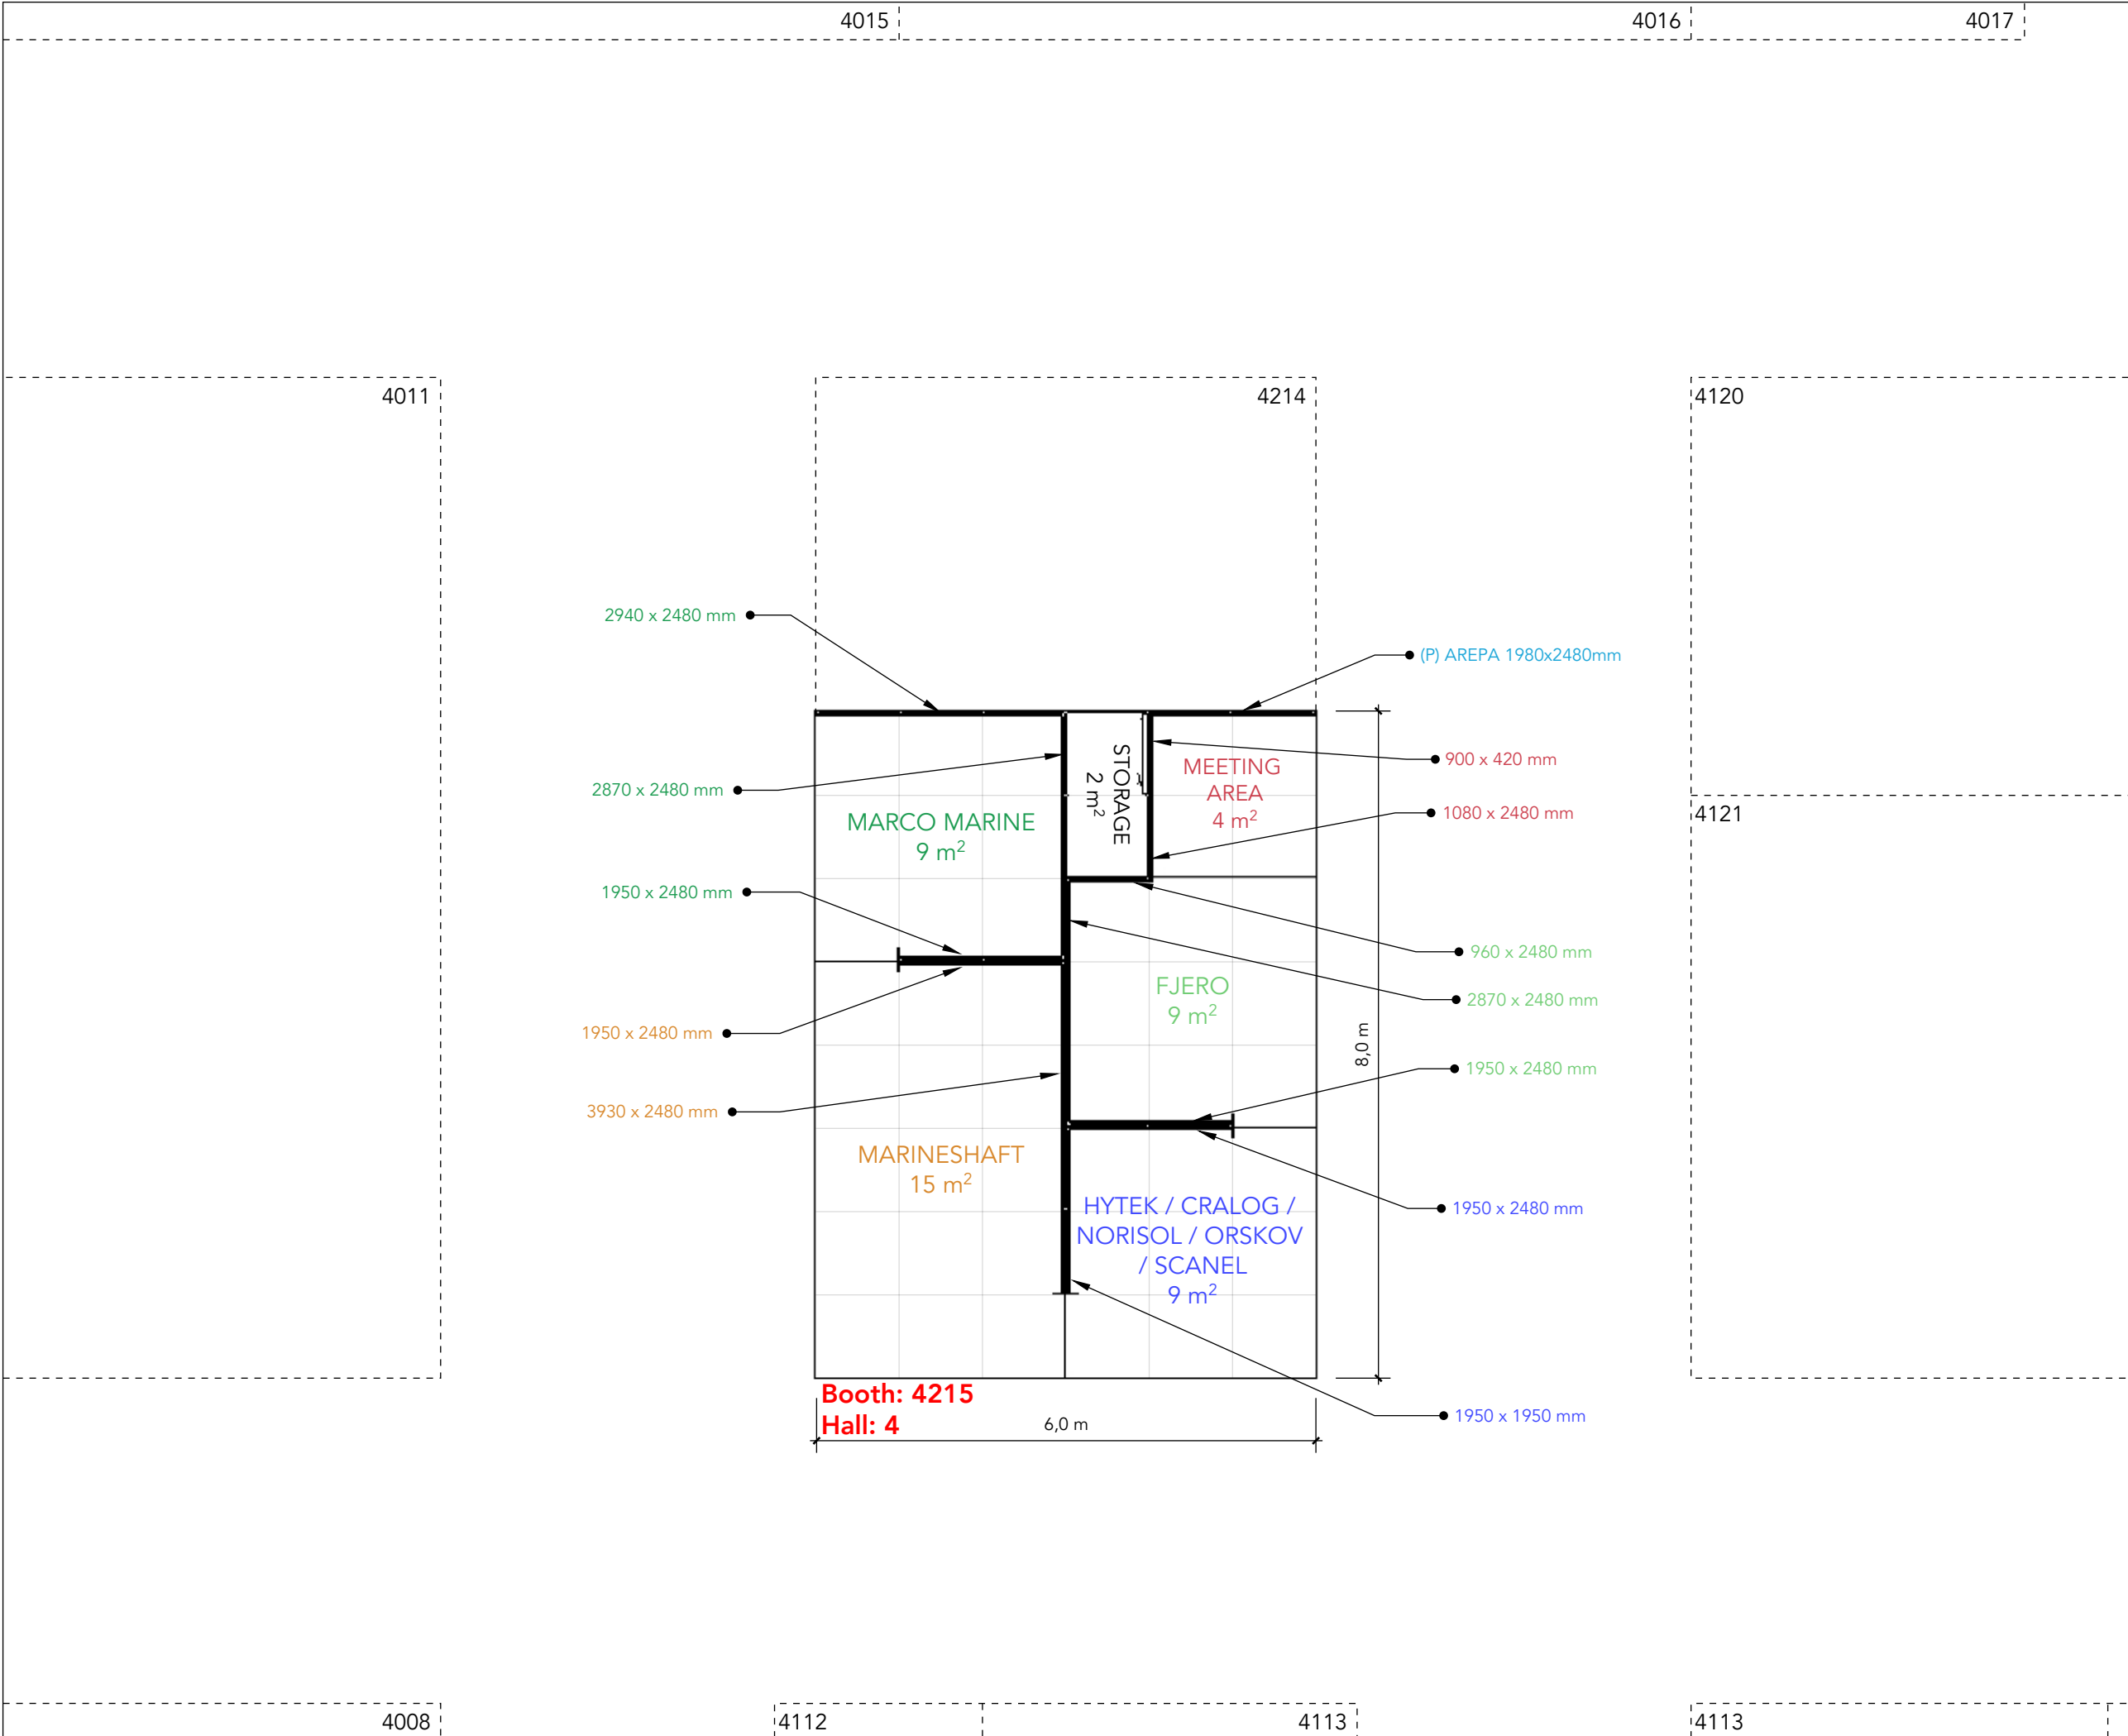 4015
4016
4017
4011
4214
4120
2940 x 2480 mm
(P) AREPA 1980x2480mm
STORAGE
2 m²
MEETING
AREA
4 m²
900 x 420 mm
2870 x 2480 mm
1080 x 2480 mm
4121
MARCO MARINE
9 m²
1950 x 2480 mm
960 x 2480 mm
FJERO
9 m²
2870 x 2480 mm
1950 x 2480 mm
8,0 m
1950 x 2480 mm
3930 x 2480 mm
MARINESHAFT
15 m²
HYTEK / CRALOG /
NORISOL / ORSKOV
/ SCANEL
9 m²
1950 x 2480 mm
Booth: 4215
Hall: 4
6,0 m
1950 x 1950 mm
4008
4112
4113
4113